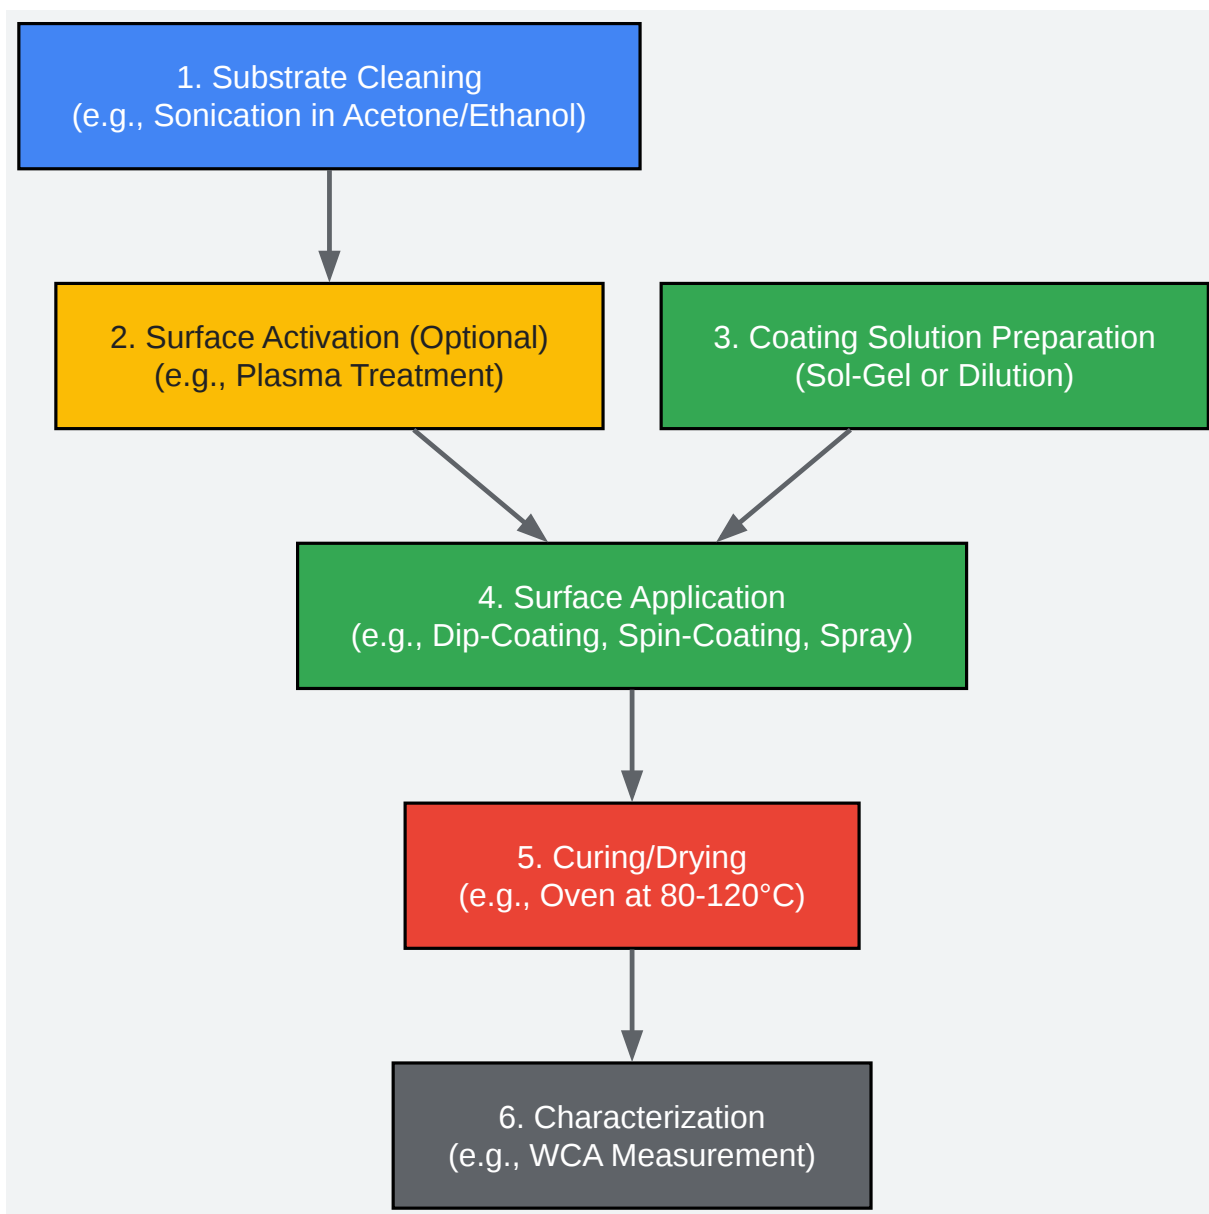 1. Substrate Cleaning
(e.g., Sonication in Acetone/Ethanol)
2. Surface Activation (Optional)
(e.g., Plasma Treatment)
3. Coating Solution Preparation
(Sol-Gel or Dilution)
4. Surface Application
(e.g., Dip-Coating, Spin-Coating, Spray)
5. Curing/Drying
(e.g., Oven at 80-120°C)
6. Characterization
(e.g., WCA Measurement)